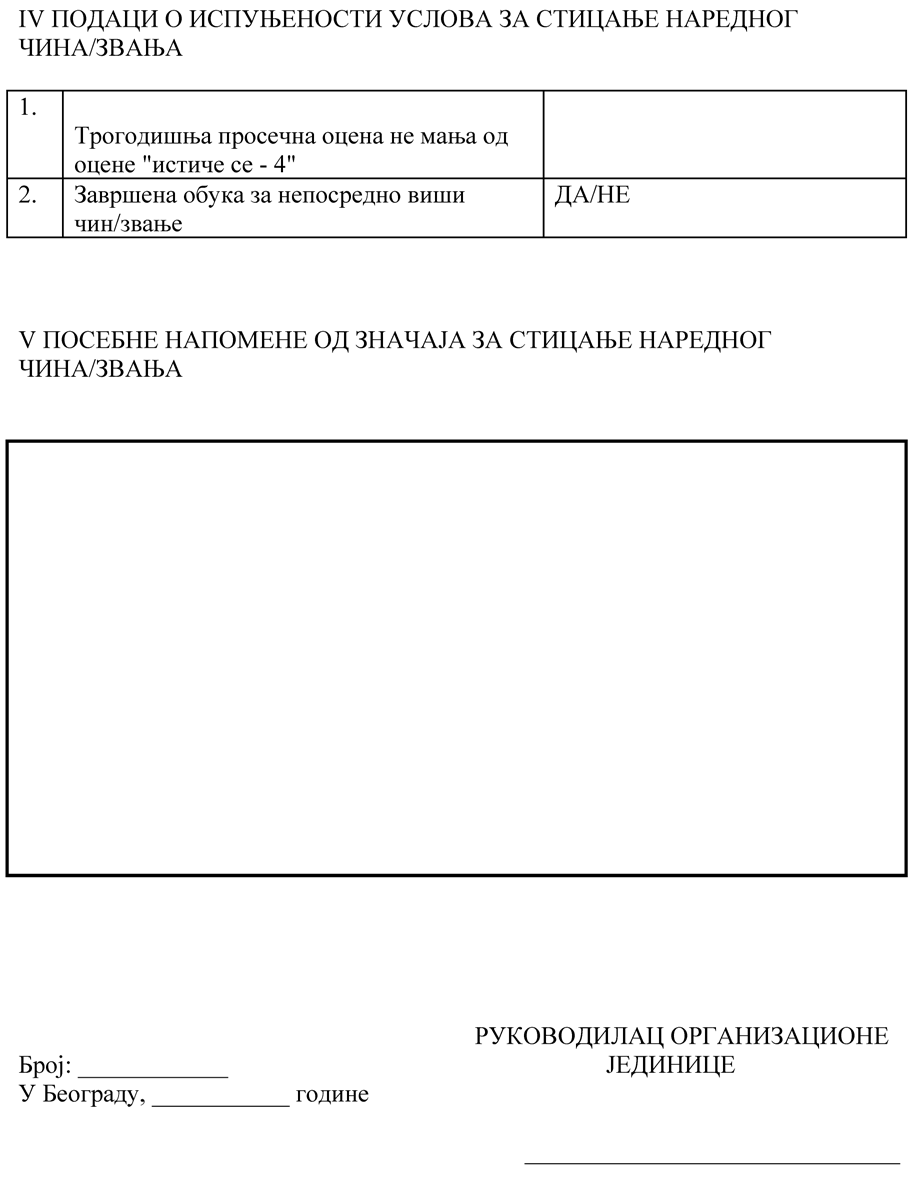 IV ПОДАЦИ О ИСПУЊЕНОСТИ УСЛОВА ЗА СТИЦАЊЕ НАРЕДНОГ
ЧИНА/ЗВАЊА
1.
Трогодишња просечна оцена не мања од
оцене "истиче се - 4"
2. Завршена обука за непосредно виши ДА/НЕ
чин/звање
V ПОСЕБНЕ НАПОМЕНЕ ОД ЗНАЧАЈА ЗА СТИЦАЊЕ НАРЕДНОГ
ЧИНА/ЗВАЊА
РУКОВОДИЛАЦ ОРГАНИЗАЦИОНЕ
Број: ____________ ЈЕДИНИЦЕ
У Београду, ___________ године
______________________________